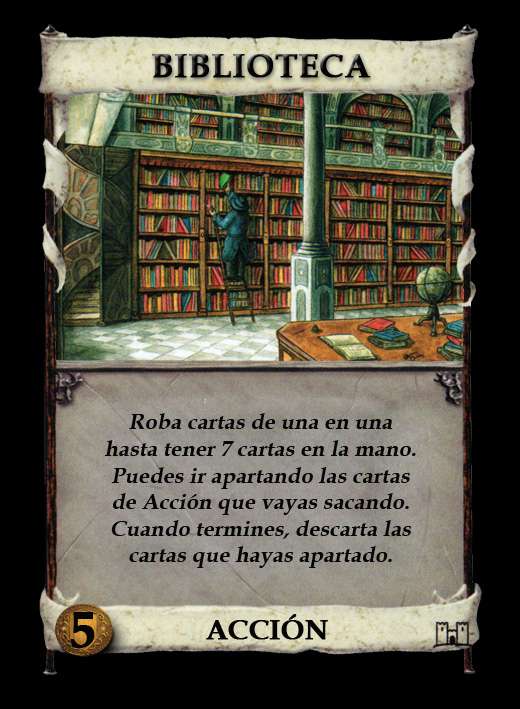 BIBLIOTECA
Roba cartas de una en una
hasta tener 7 cartas en la mano.
Puedes ir apartando las cartas
de Acción que vayas sacando.
Cuando termines, descarta las
cartas que hayas apartado.
5
ACCIÓN